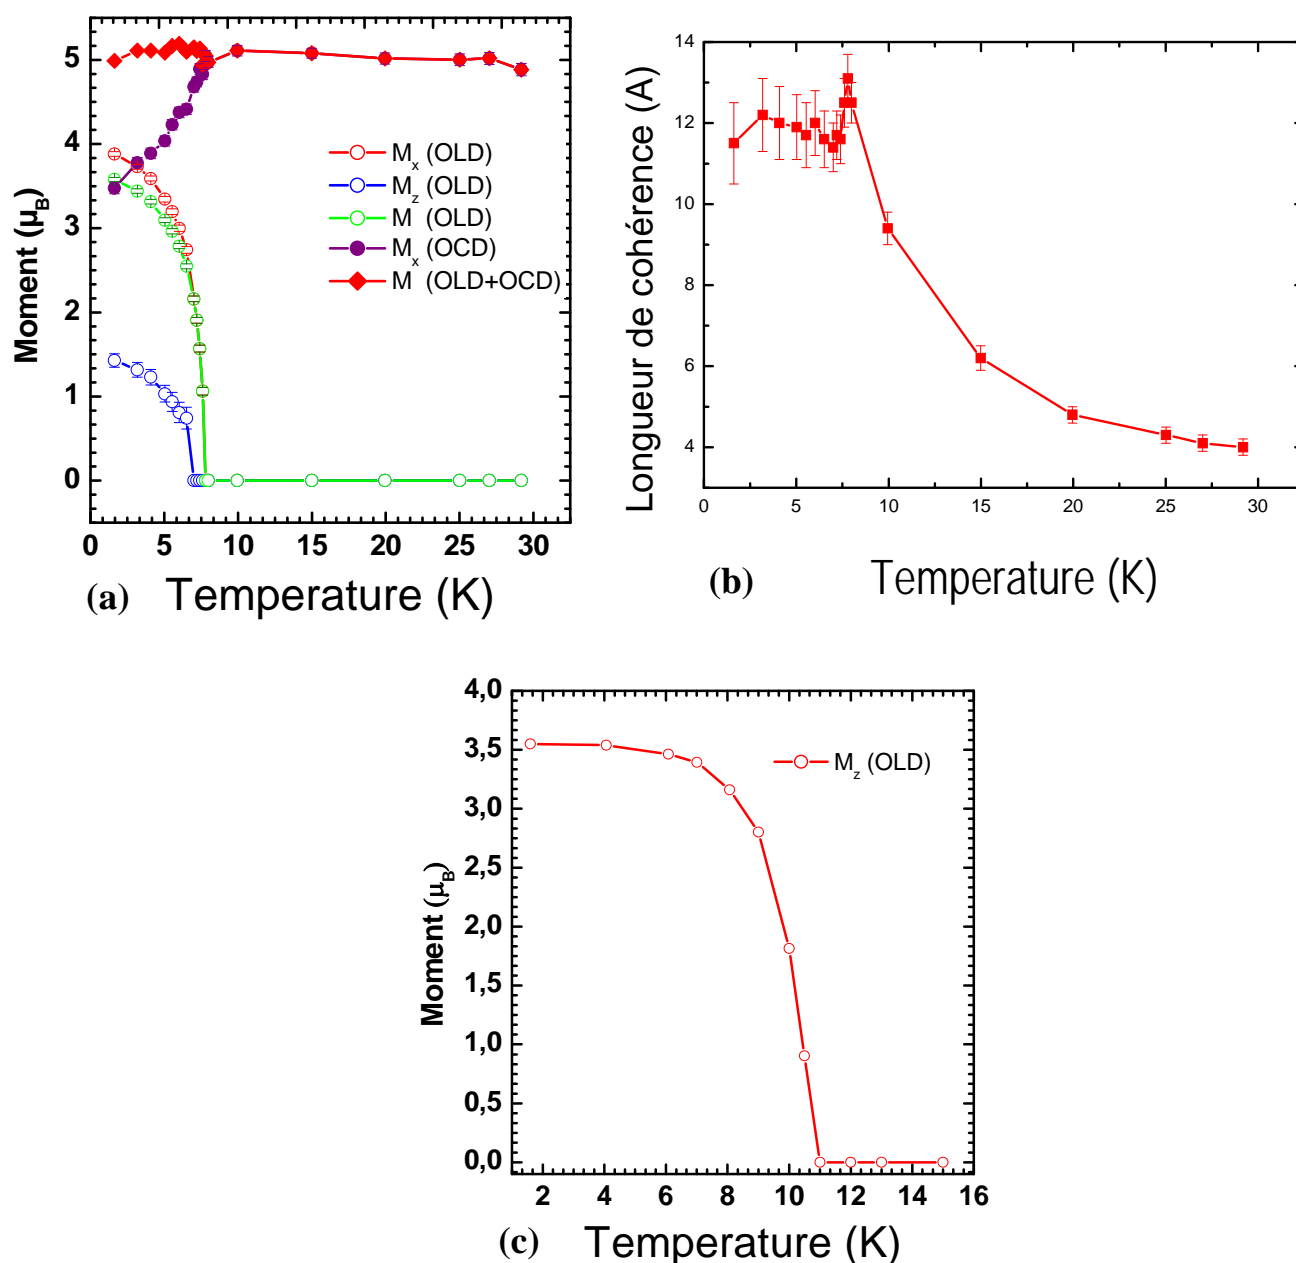 5
4
3
2
1
0
Moment (μB)
Mx (OLD)
Mz (OLD)
M (OLD)
Mx (OCD)
M (OLD+OCD)
0 5 10 15 20 25 30
(a) Temperature (K)
14
12
10
8
6
4
Longueur de cohérence (A)
0 5 10 15 20 25 30
(b) Temperature (K)
4,0
3,5
3,0
2,5
2,0
1,5
1,0
0,5
0,0
Moment (μB)
Mz (OLD)
2 4 6 8 10 12 14 16
(c) Temperature (K)